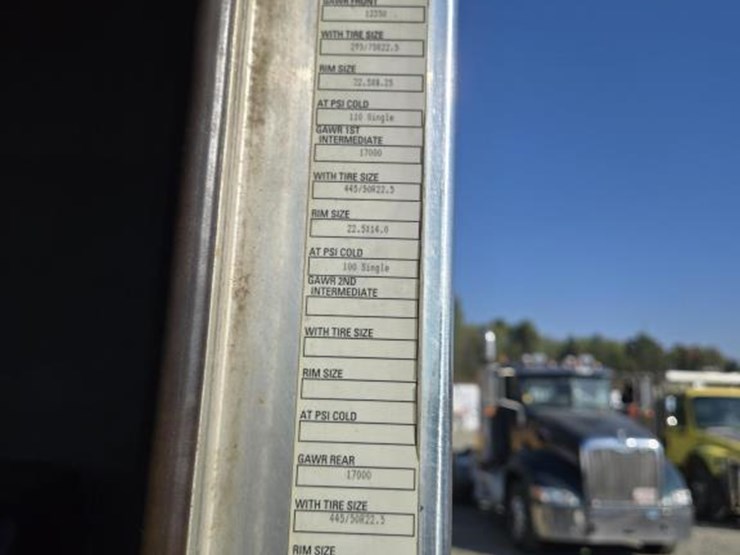 GAWR FRONT
12350
WITH TIRE SIZE
295/75R22.5
RIM SIZE
22.5X8.25
AT PSI COLD
110 Single
GAWR 1ST
INTERMEDIATE
17000
WITH TIRE SIZE
445/50R22.5
RIM SIZE
22.5X14.0
AT PSI COLD
100 Single
GAWR 2ND
INTERMEDIATE
WITH TIRE SIZE
RIM SIZE
AT PSI COLD
GAWR REAR
17000
WITH TIRE SIZE
445/50R22.5
RIM SIZE